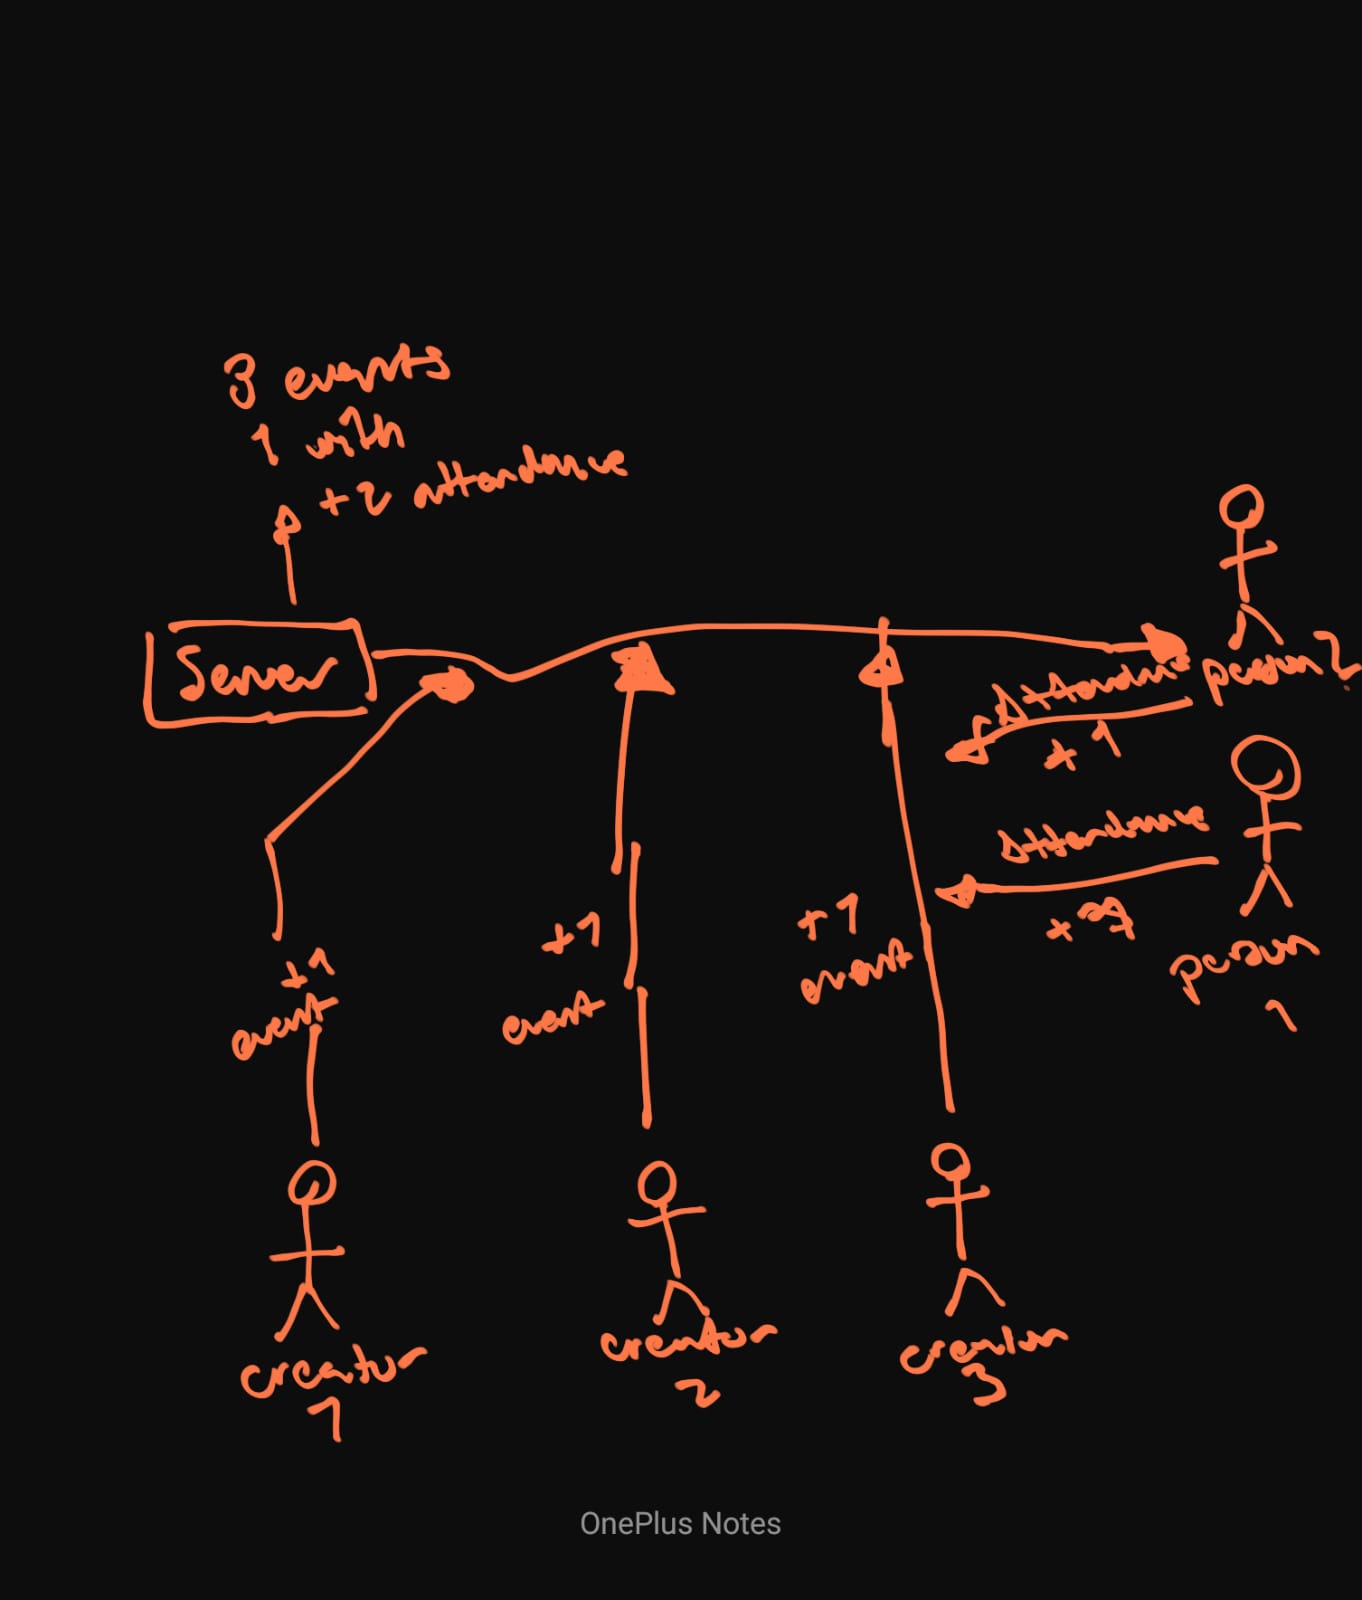 3 events
1 with
+2 attendance
Server
person 2
Attendance
+1
Attendance
+1
person
1
+1
event
+1
event
+1
event
creator
1
creator
2
creator
3
OnePlus Notes